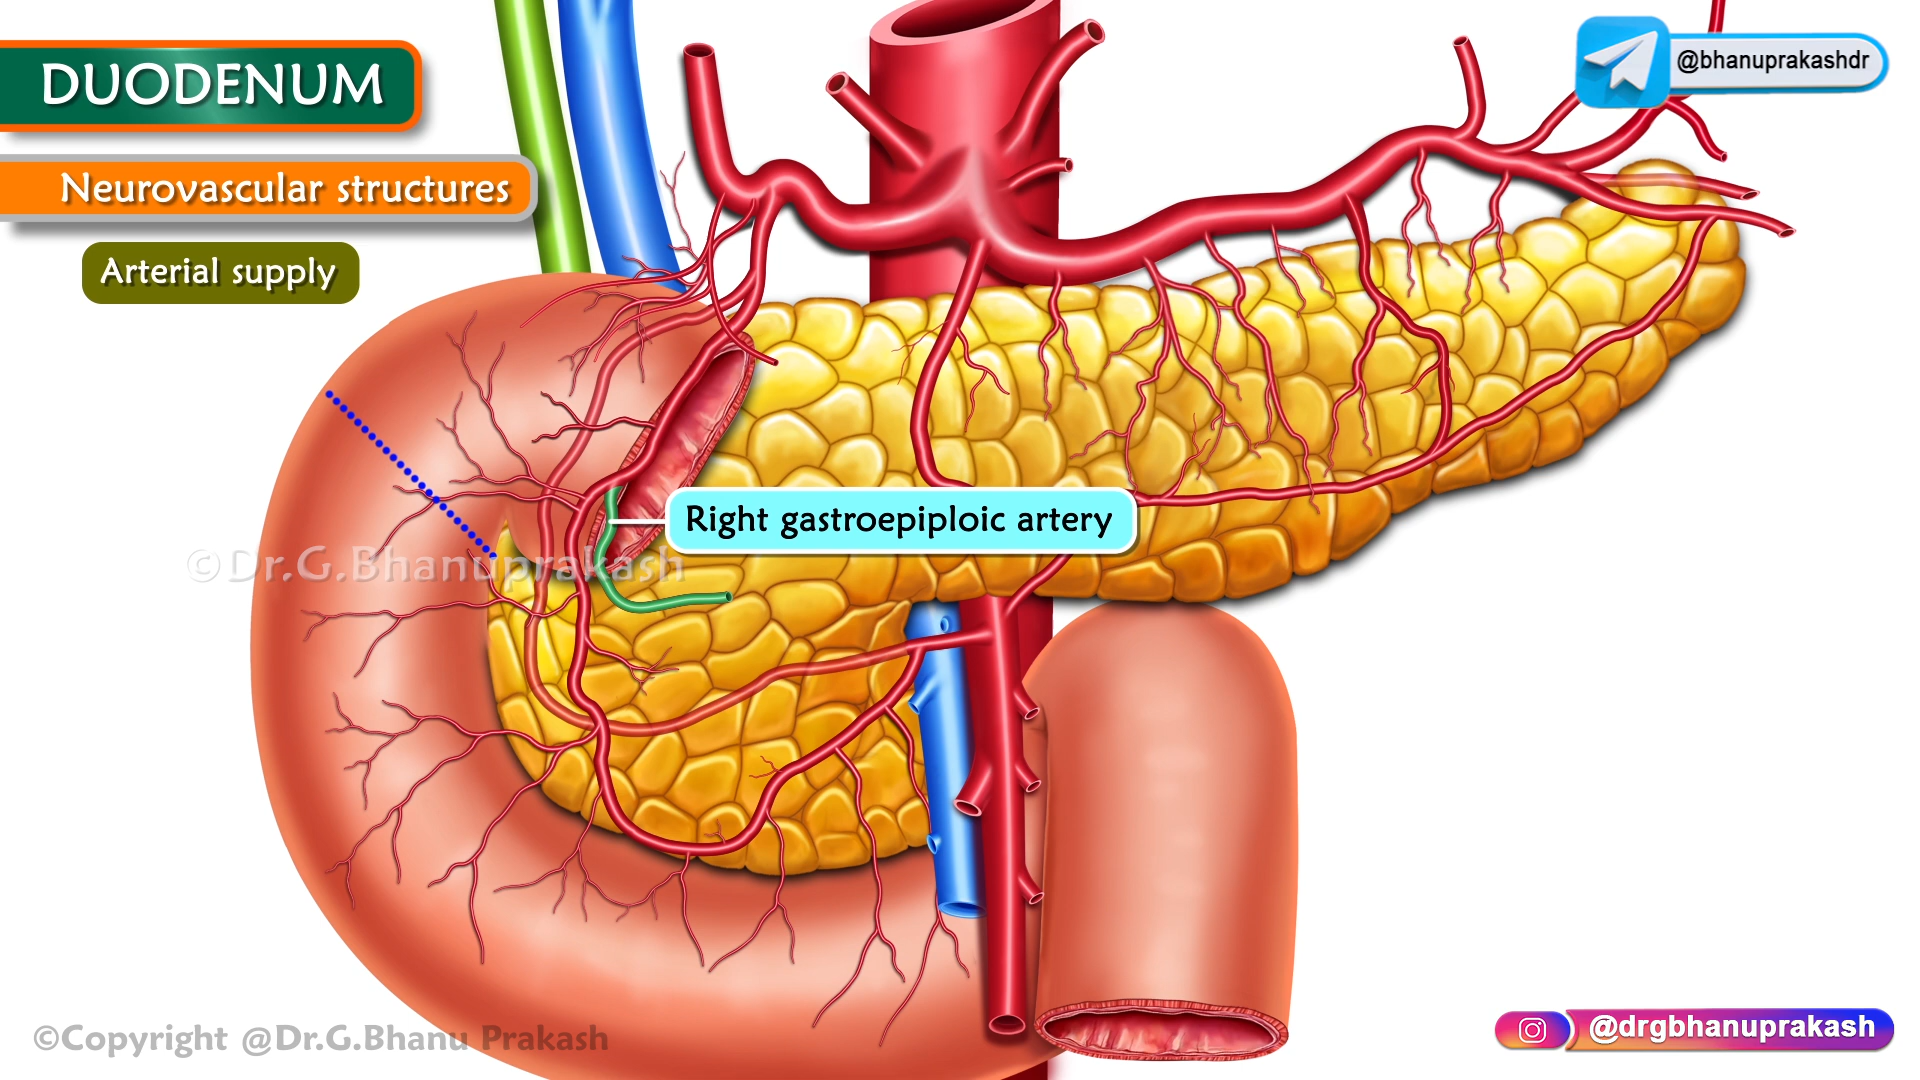 DUODENUM
@bhanuprakashdr
Neurovascular structures
Arterial supply
Right gastroepiploic artery
©Dr.G.Bhanuprakash
©Copyright @Dr.G.Bhanu Prakash
@drgbhanuprakash